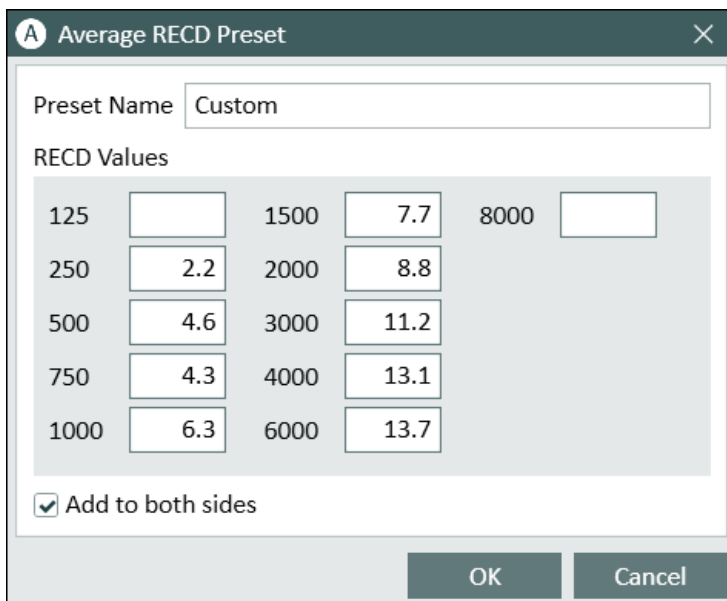 A Average RECD Preset
Preset Name Custom
RECD Values
125 1500 7.7 8000
250 2.2 2000 8.8
500 4.6 3000 11.2
750 4.3 4000 13.1
1000 6.3 6000 13.7
Add to both sides
OK Cancel